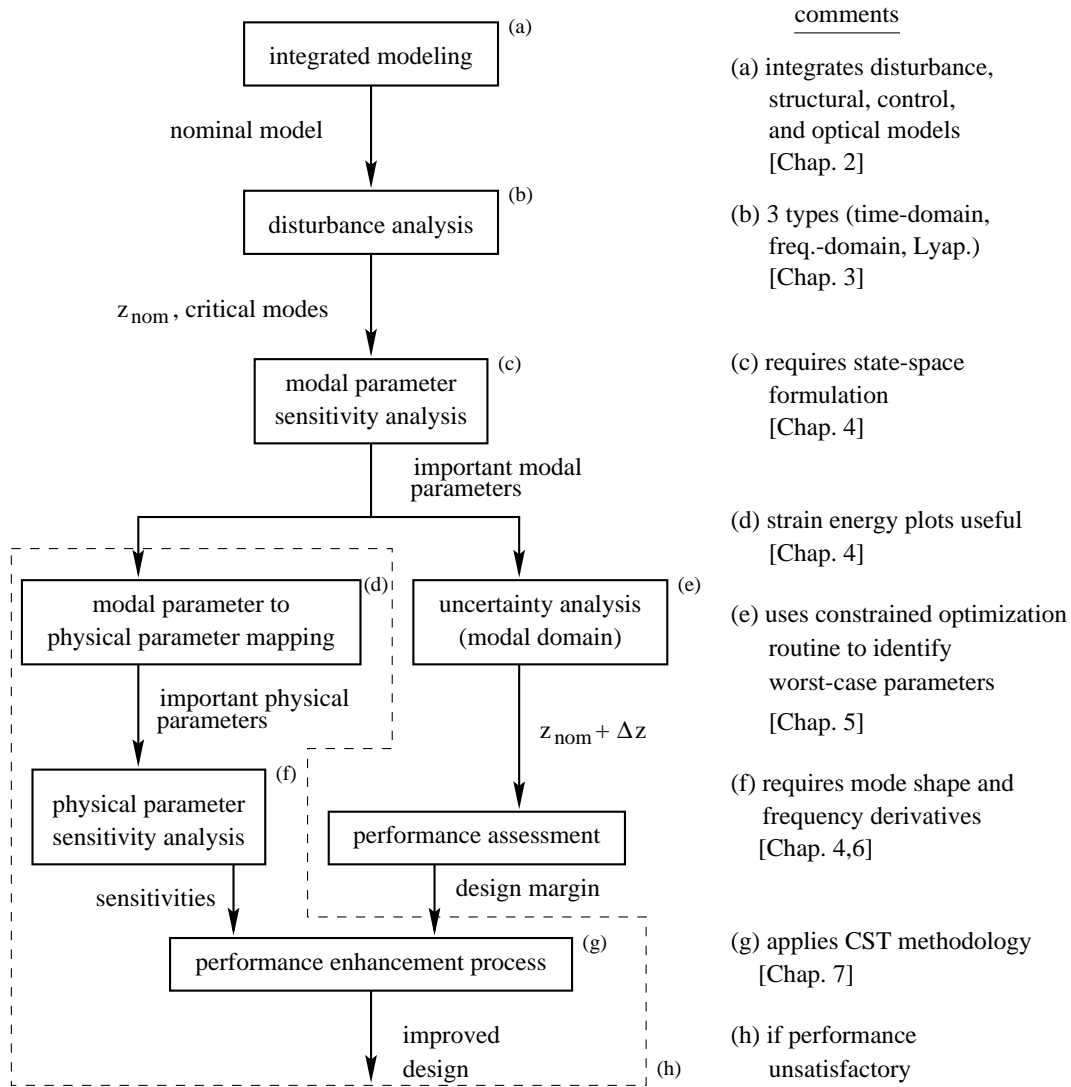 comments
(a)
integrated modeling
nominal model
(b)
disturbance analysis
z nom , critical modes
(c)
modal parameter
sensitivity analysis
important modal
parameters
(d)
modal parameter to
physical parameter mapping
(e)
uncertainty analysis
(modal domain)
important physical
parameters
z nom + Δz
(f)
physical parameter
sensitivity analysis
performance assessment
sensitivities
design margin
(g)
performance enhancement process
improved
design
(h)
(a) integrates disturbance,
structural, control,
and optical models
[Chap. 2]
(b) 3 types (time-domain,
freq.-domain, Lyap.)
[Chap. 3]
(c) requires state-space
formulation
[Chap. 4]
(d) strain energy plots useful
[Chap. 4]
(e) uses constrained optimization
routine to identify
worst-case parameters
[Chap. 5]
(f) requires mode shape and
frequency derivatives
[Chap. 4,6]
(g) applies CST methodology
[Chap. 7]
(h) if performance
unsatisfactory